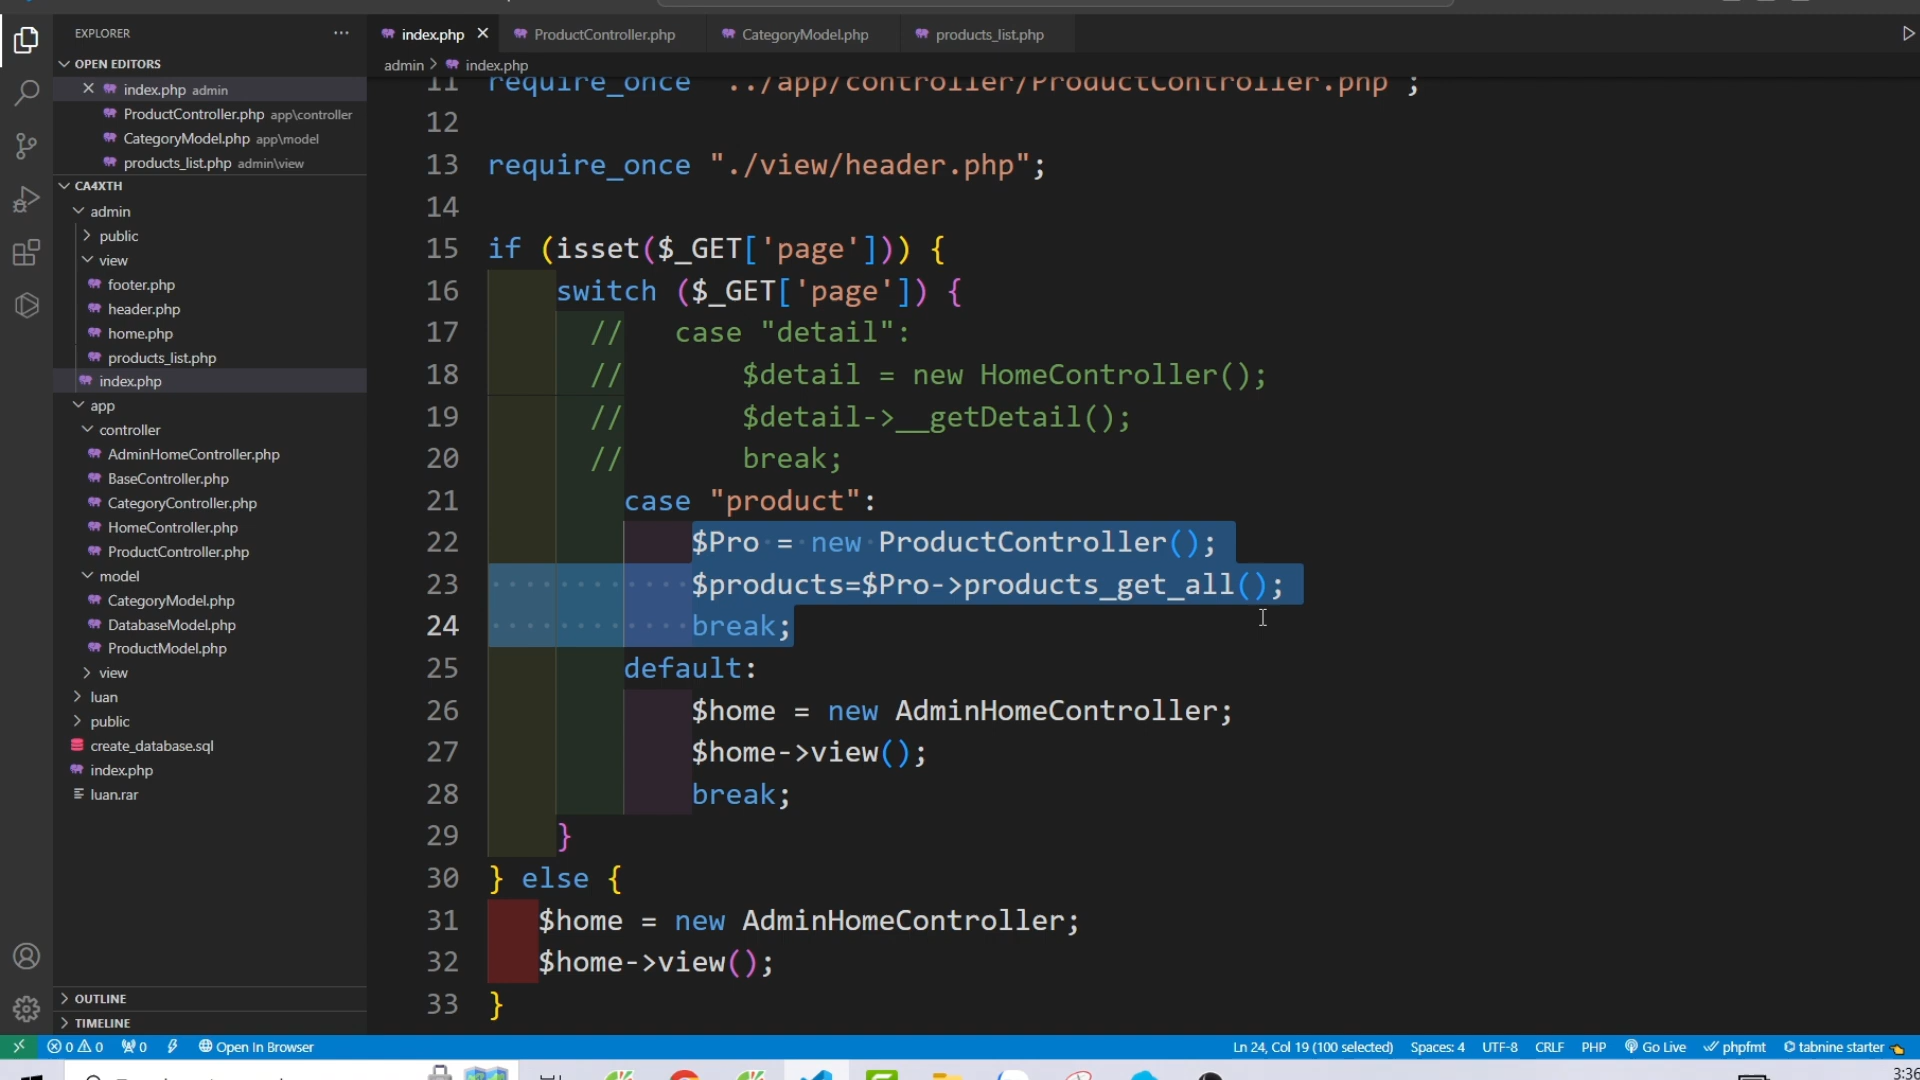 EXPLORER
OPEN EDITORS
index.php admin
ProductController.php app\controller
CategoryModel.php app\model
products_list.php admin\view
CA4XTH
admin
public
view
footer.php
header.php
home.php
products_list.php
index.php
app
controller
AdminHomeController.php
BaseController.php
CategoryController.php
HomeController.php
ProductController.php
model
CategoryModel.php
DatabaseModel.php
ProductModel.php
view
luan
public
create_database.sql
index.php
luan.rar
OUTLINE
TIMELINE
index.php ProductController.php CategoryModel.php products_list.php
admin > index.php
11 require_once "../app/controller/ProductController.php";
12
13 require_once "./view/header.php";
14
15 if (isset($_GET['page'])) {
16 switch ($_GET['page']) {
17 // case "detail":
18 // $detail = new HomeController();
19 // $detail->__getDetail();
20 // break;
21 case "product":
22 $Pro = new ProductController();
23 $products=$Pro->products_get_all();
24 break;
25 default:
26 $home = new AdminHomeController;
27 $home->view();
28 break;
29 }
30 } else {
31 $home = new AdminHomeController;
32 $home->view();
33 }
0 0 0 Open In Browser Ln 24, Col 19 (100 selected) Spaces: 4 UTF-8 CRLF PHP Go Live phpfmt tabnine starter
3:36